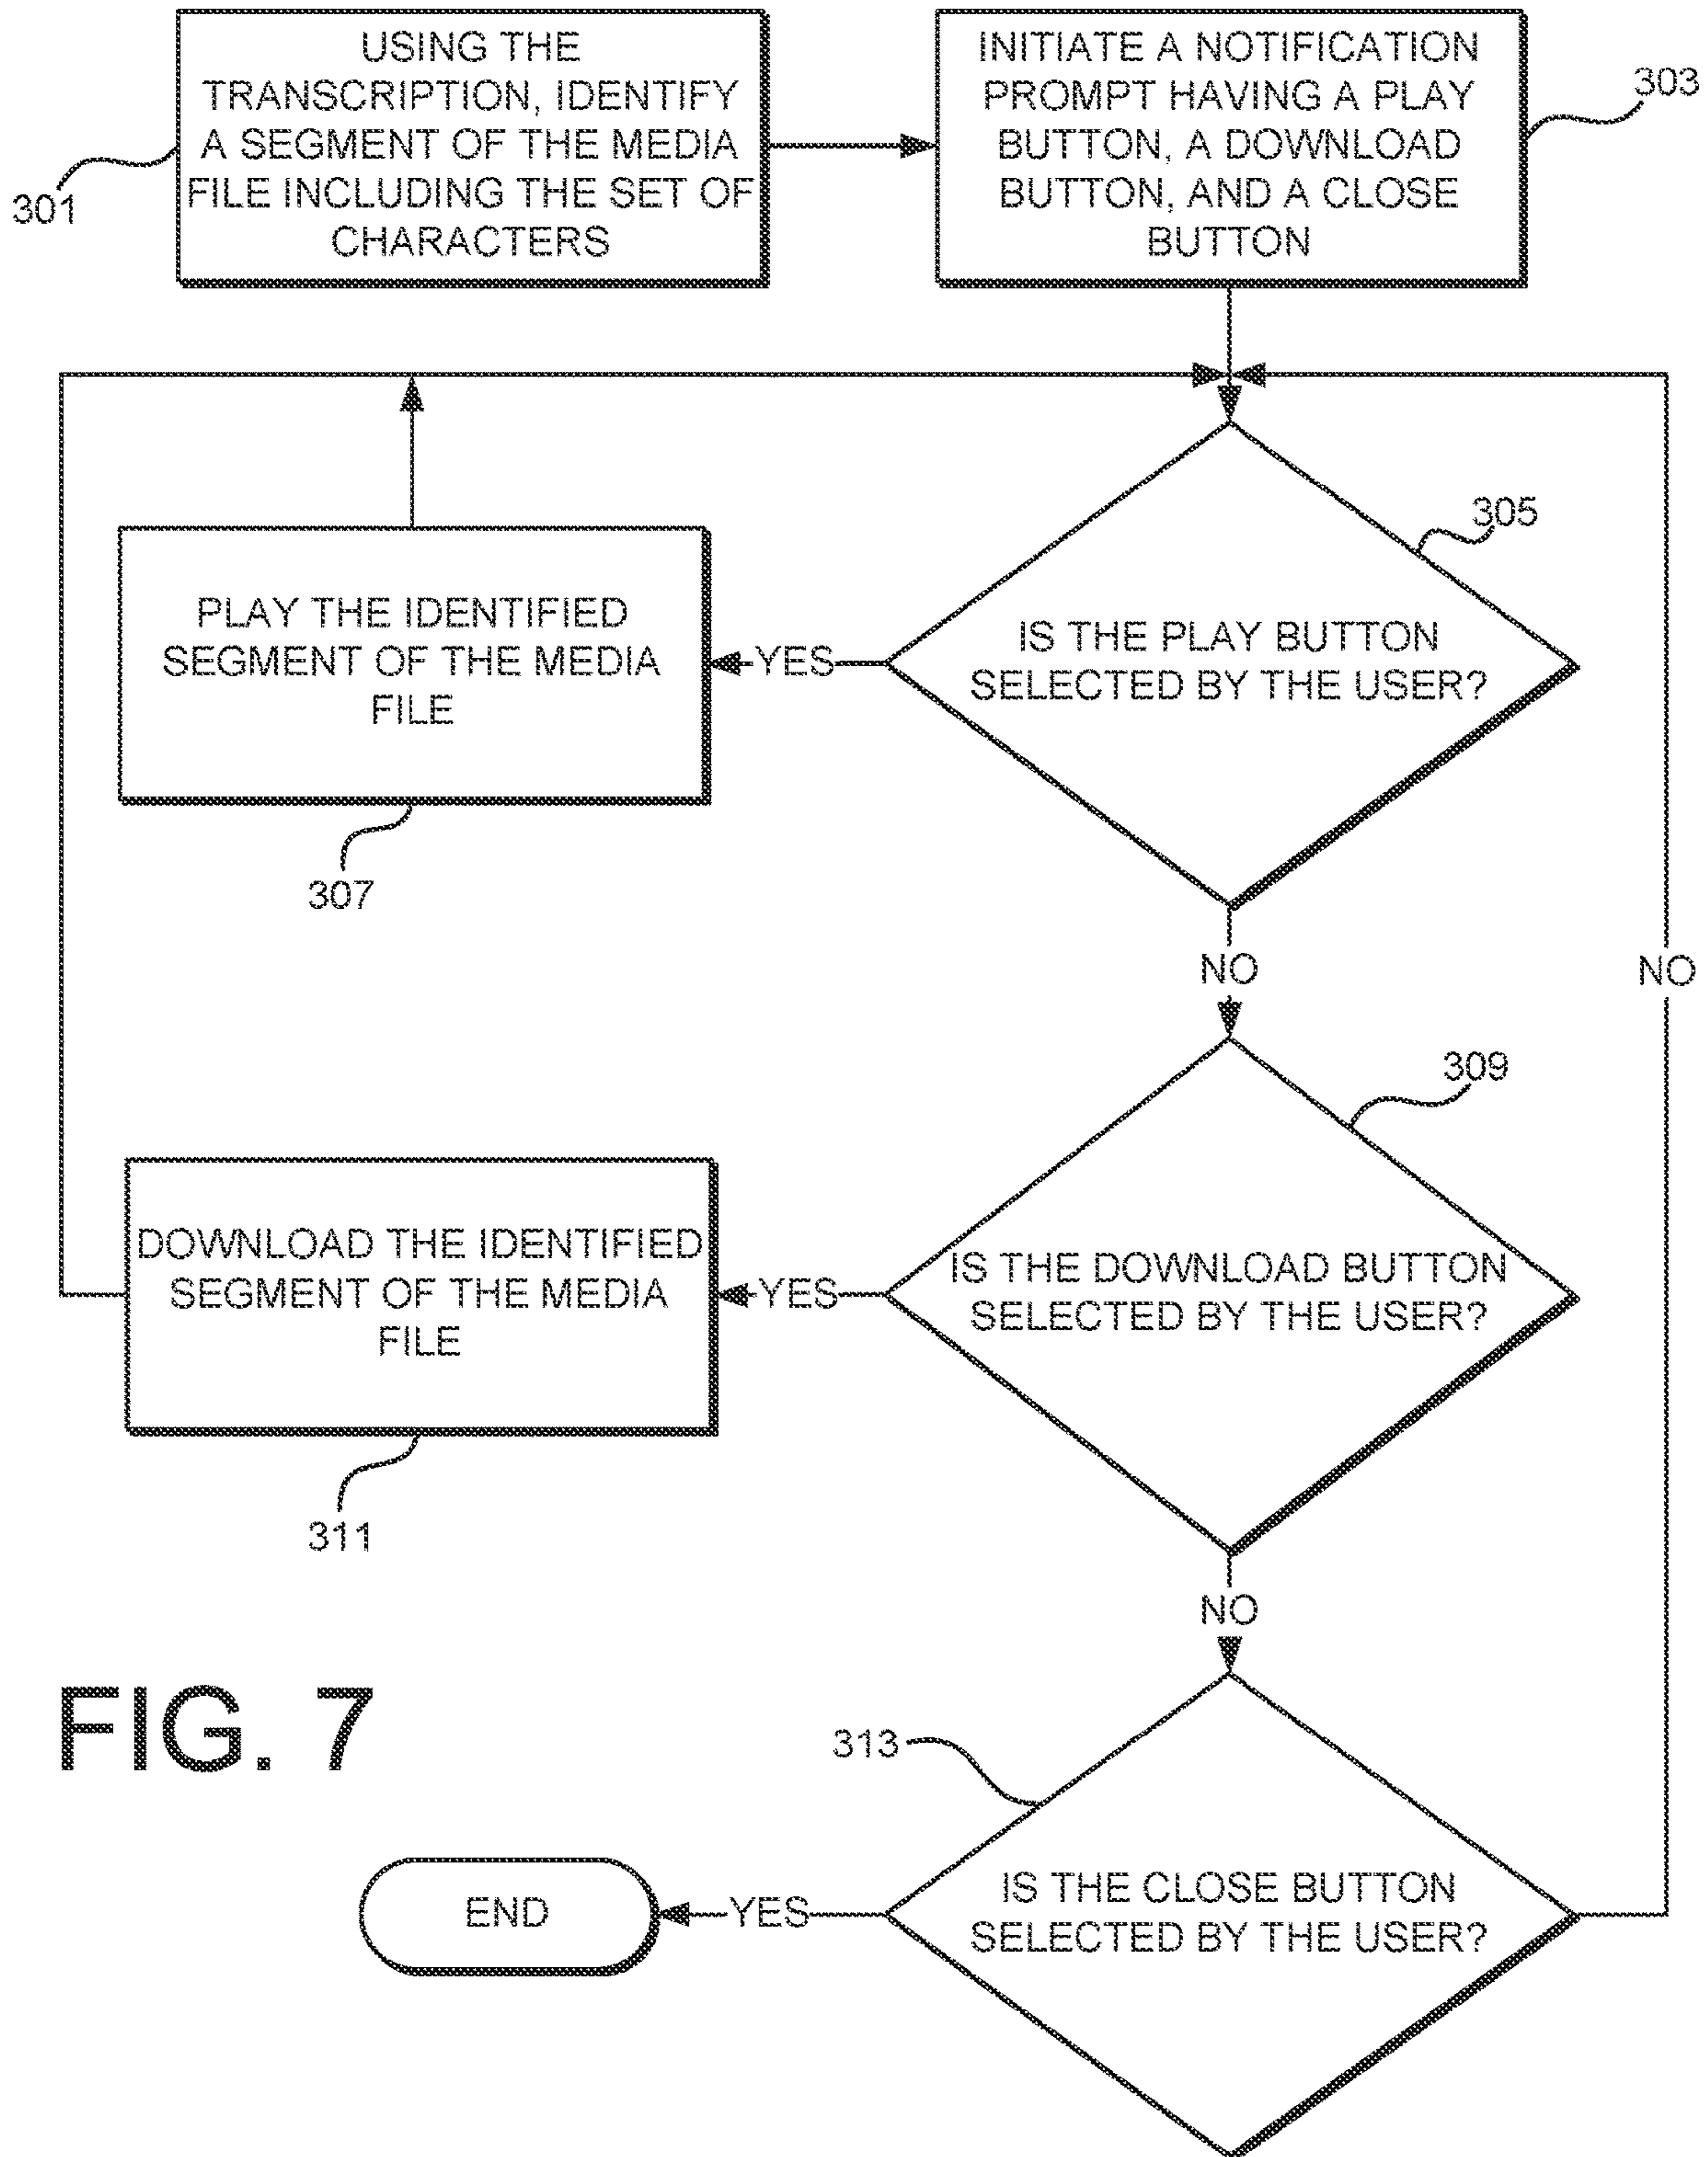 USING THE
TRANSCRIPTION, IDENTIFY
A SEGMENT OF THE MEDIA
FILE INCLUDING THE SET OF
CHARACTERS
301
INITIATE A NOTIFICATION
PROMPT HAVING A PLAY
BUTTON, A DOWNLOAD
BUTTON, AND A CLOSE
BUTTON
303
305
IS THE PLAY BUTTON
SELECTED BY THE USER?
YES
PLAY THE IDENTIFIED
SEGMENT OF THE MEDIA
FILE
307
NO
NO
309
IS THE DOWNLOAD BUTTON
SELECTED BY THE USER?
YES
DOWNLOAD THE IDENTIFIED
SEGMENT OF THE MEDIA
FILE
311
NO
FIG. 7
313
IS THE CLOSE BUTTON
SELECTED BY THE USER?
YES
END